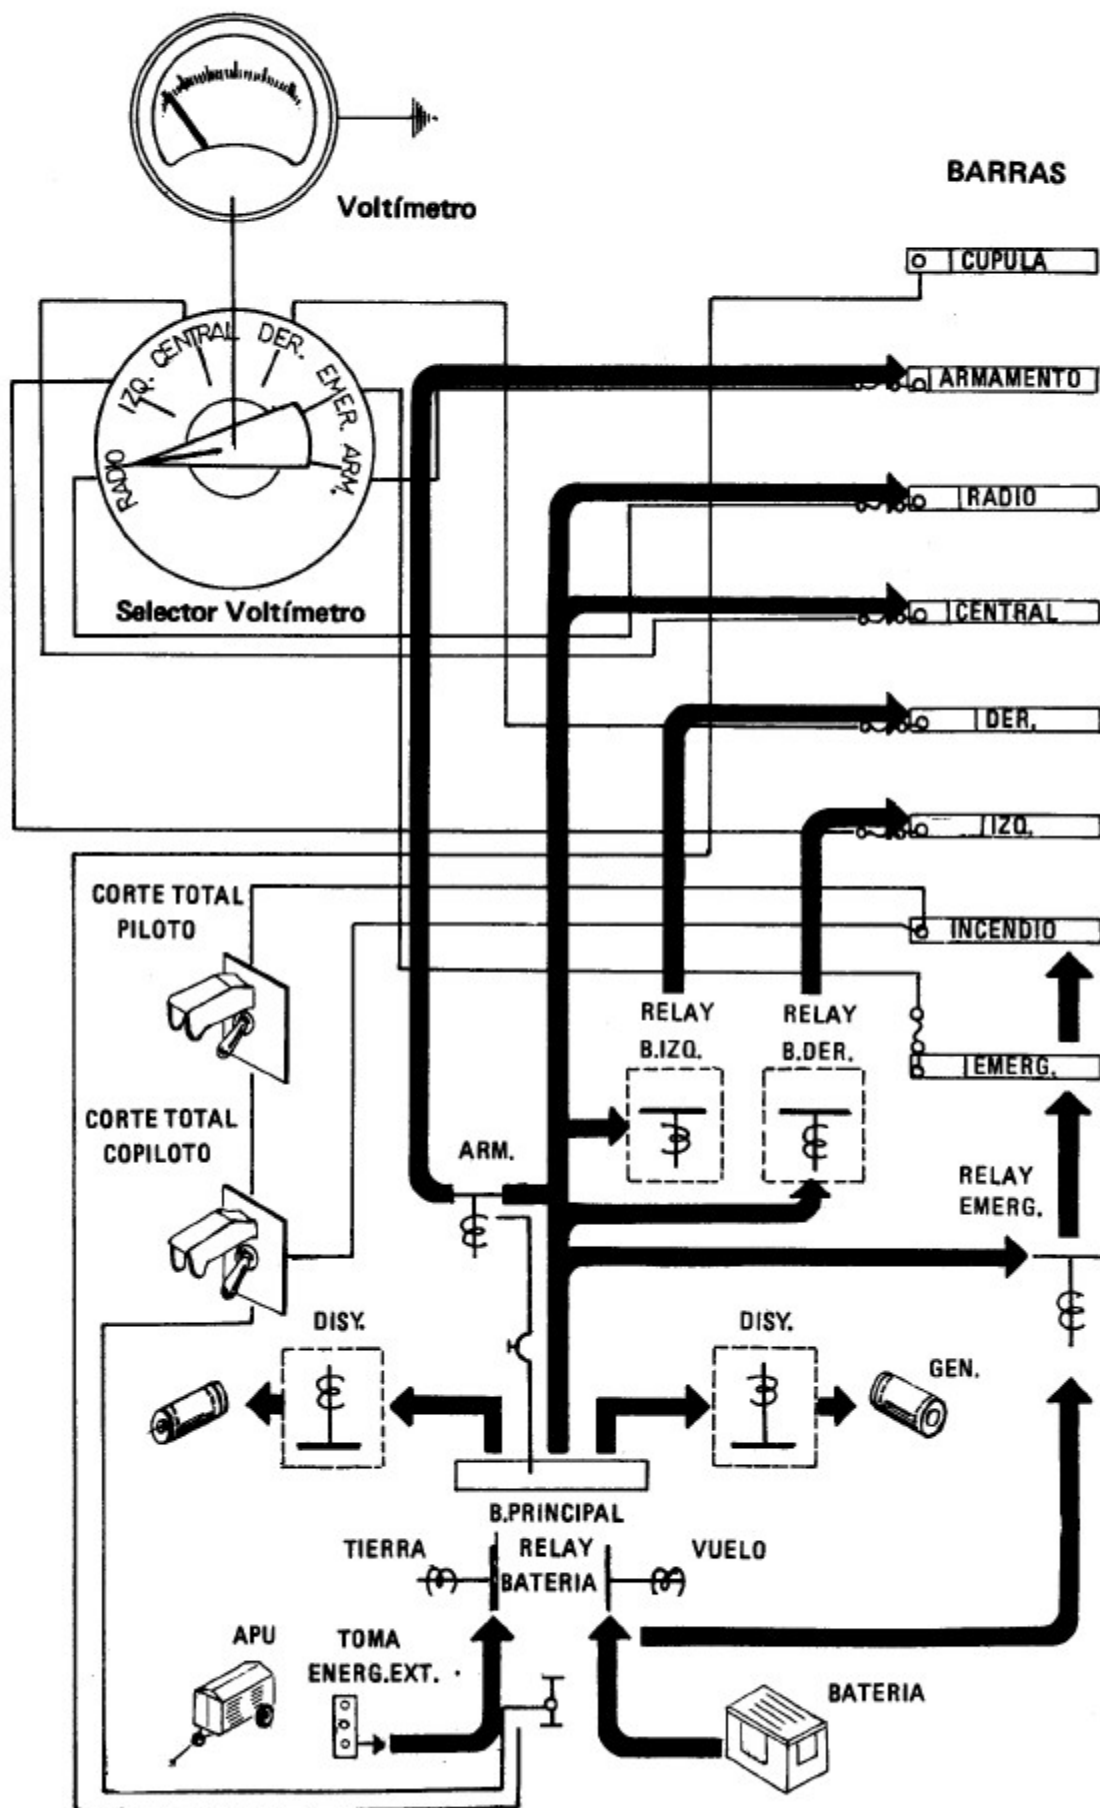 Voltímetro
BARRAS
CUPULA
RADIO
IZQ.
CENTRAL
DER.
EMER.
ARM.
Selector Voltímetro
ARMAMENTO
RADIO
CENTRAL
DER.
IZQ.
CORTE TOTAL
PILOTO
INCENDIO
RELAY
B.IZQ.
RELAY
B.DER.
EMERG.
CORTE TOTAL
COPILOTO
ARM.
RELAY
EMERG.
DISY.
DISY.
GEN.
B.PRINCIPAL
TIERRA
RELAY
BATERIA
VUELO
APU
TOMA
ENERG.EXT.
BATERIA